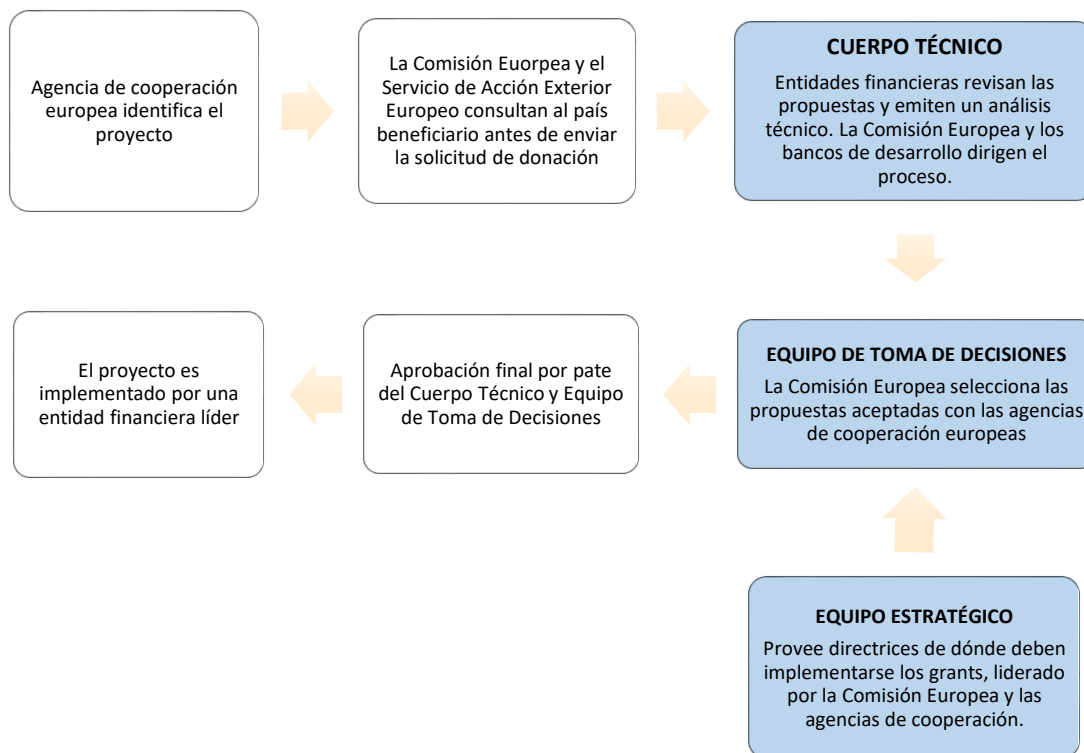 Agencia de cooperación
europea identifica el
proyecto
La Comisión Euorpea y el
Servicio de Acción Exterior
Europeo consultan al país
beneficiario antes de enviar
la solicitud de donación
CUERPO TÉCNICO
Entidades financieras revisan las
propuestas y emiten un análisis
técnico. La Comisión Europea y los
bancos de desarrollo dirigen el
proceso.
EQUIPO DE TOMA DE DECISIONES
La Comisión Europea selecciona las
propuestas aceptadas con las agencias
de cooperación europeas
Aprobación final por pate
del Cuerpo Técnico y Equipo
de Toma de Decisiones
El proyecto es
implementado por una
entidad financiera líder
EQUIPO ESTRATÉGICO
Provee directrices de dónde deben
implementarse los grants, liderado
por la Comisión Europea y las
agencias de cooperación.